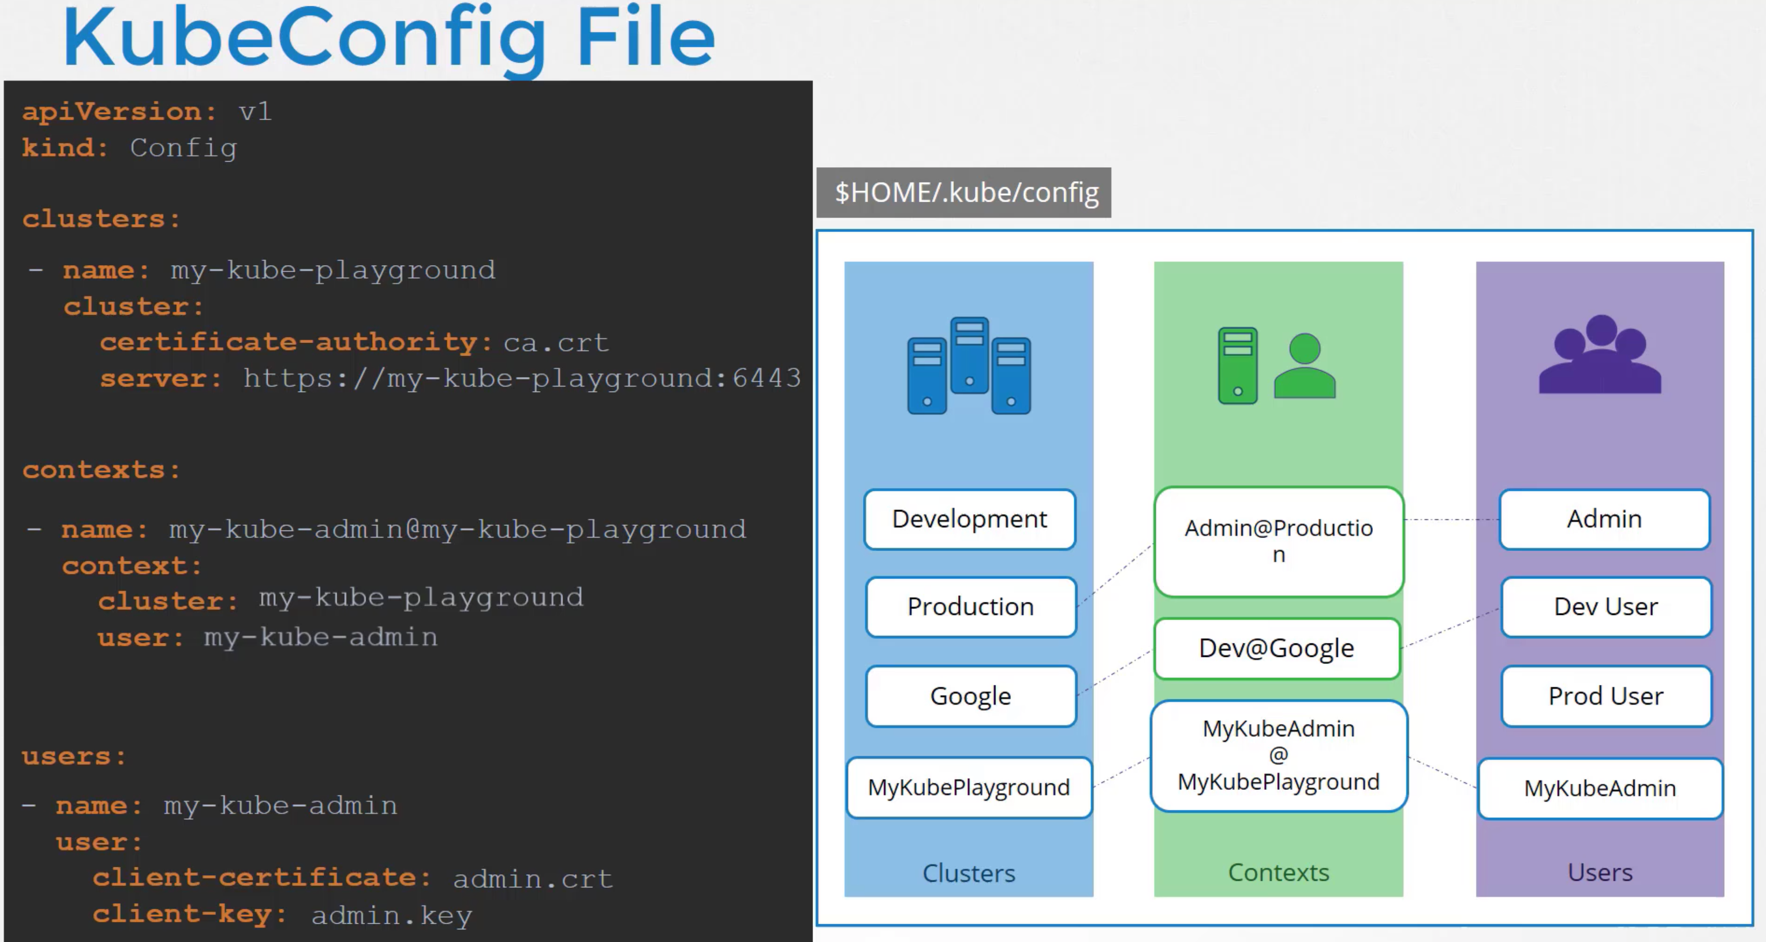 KubeConfig File
apiVersion: v1
kind: Config
clusters:
- name: my-kube-playground
cluster:
certificate-authority: ca.crt
server: https://my-kube-playground:6443
contexts:
- name: my-kube-admin@my-kube-playground
context:
cluster: my-kube-playground
user: my-kube-admin
users:
- name: my-kube-admin
user:
client-certificate: admin.crt
client-key: admin.key
$HOME/.kube/config
Development
Production
Google
MyKubePlayground
Clusters
Admin@Productio
n
Dev@Google
MyKubeAdmin
@
MyKubePlayground
Contexts
Admin
Dev User
Prod User
MyKubeAdmin
Users